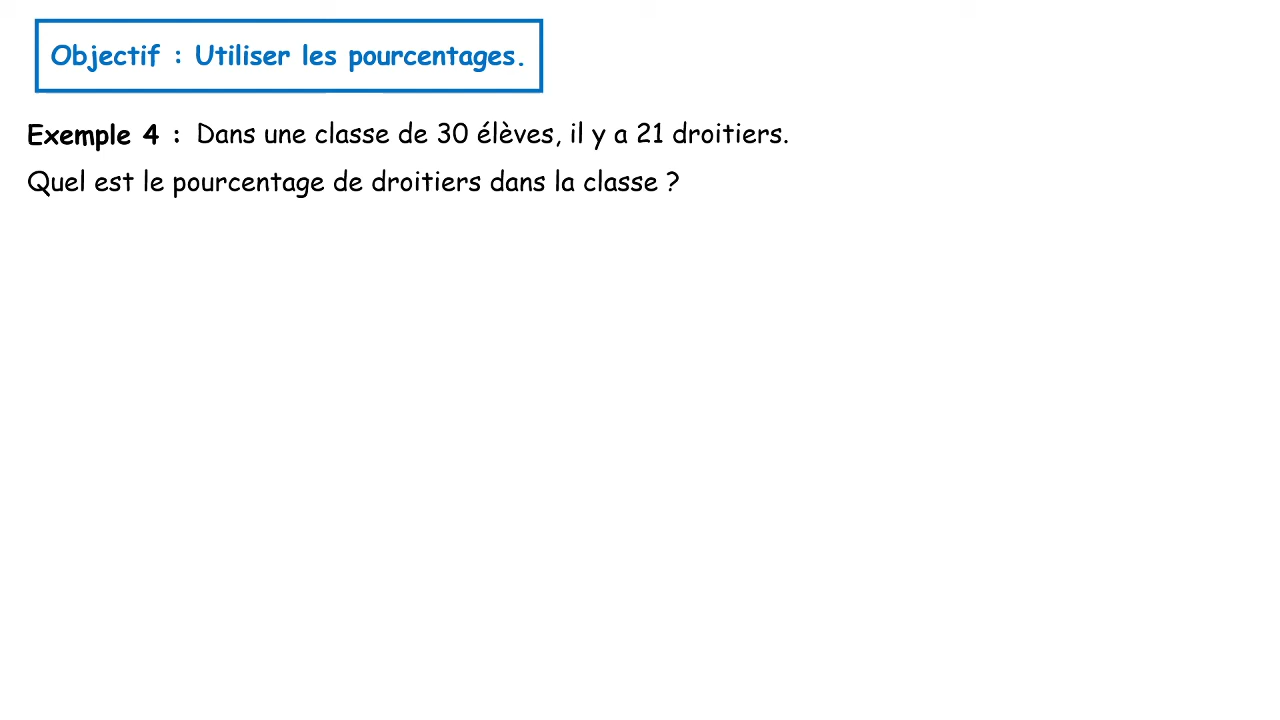 Objectif : Utiliser les pourcentages.
Exemple 4 : Dans une classe de 30 élèves, il y a 21 droitiers.
Quel est le pourcentage de droitiers dans la classe ?